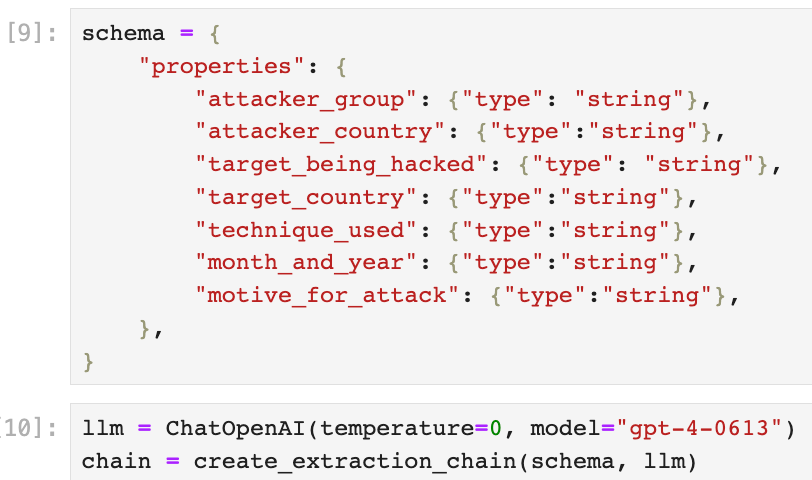 [9]: schema = {
"properties": {
"attacker_group": {"type": "string"},
"attacker_country": {"type":"string"},
"target_being_hacked": {"type": "string"},
"target_country": {"type":"string"},
"technique_used": {"type":"string"},
"month_and_year": {"type":"string"},
"motive_for_attack": {"type":"string"},
},
}
[10]: llm = ChatOpenAI(temperature=0, model="gpt-4-0613")
chain = create_extraction_chain(schema, llm)